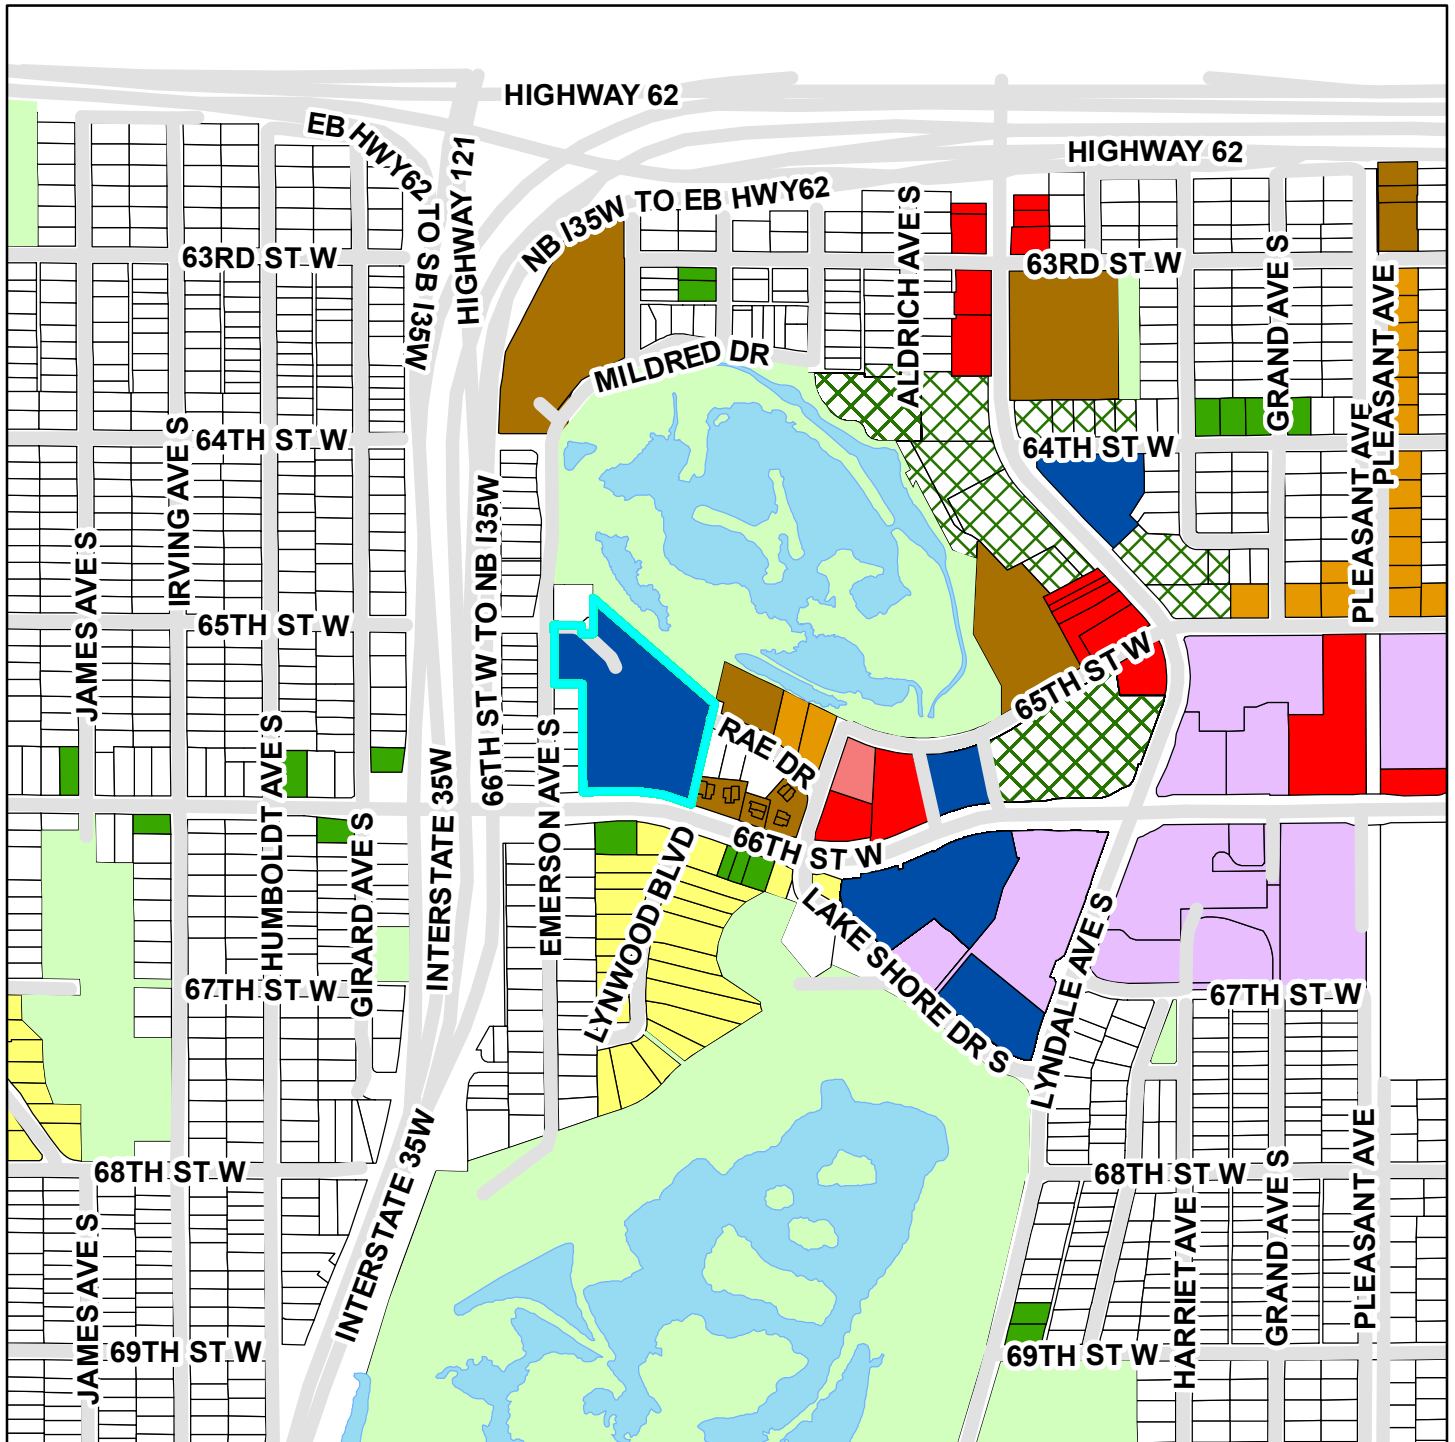 HIGHWAY 62
EB HWY62 TO SB I35W
HIGHWAY 121
HIGHWAY 62
NB I35W TO EB HWY62
ALDRICH AVE S
63RD ST W
63RD ST W
GRAND AVE S
PLEASANT AVE
MILDRED DR
64TH ST W
IRVING AVE S
64TH ST W
PLEASANT AVE
66TH ST W TO NB I35W
JAMES AVE S
65TH ST W
65TH ST W
RAE DR
HUMBOLDT AVE S
EMERSON AVE S
INTERSTATE 35W
GIRARD AVE S
66TH ST W
LYNWOOD BLVD
LAKE SHORE DR S
LYNDALE AVE S
67TH ST W
67TH ST W
INTERSTATE 35W
68TH ST W
68TH ST W
JAMES AVE S
HARRIET AVE
GRAND AVE S
PLEASANT AVE
69TH ST W
69TH ST W